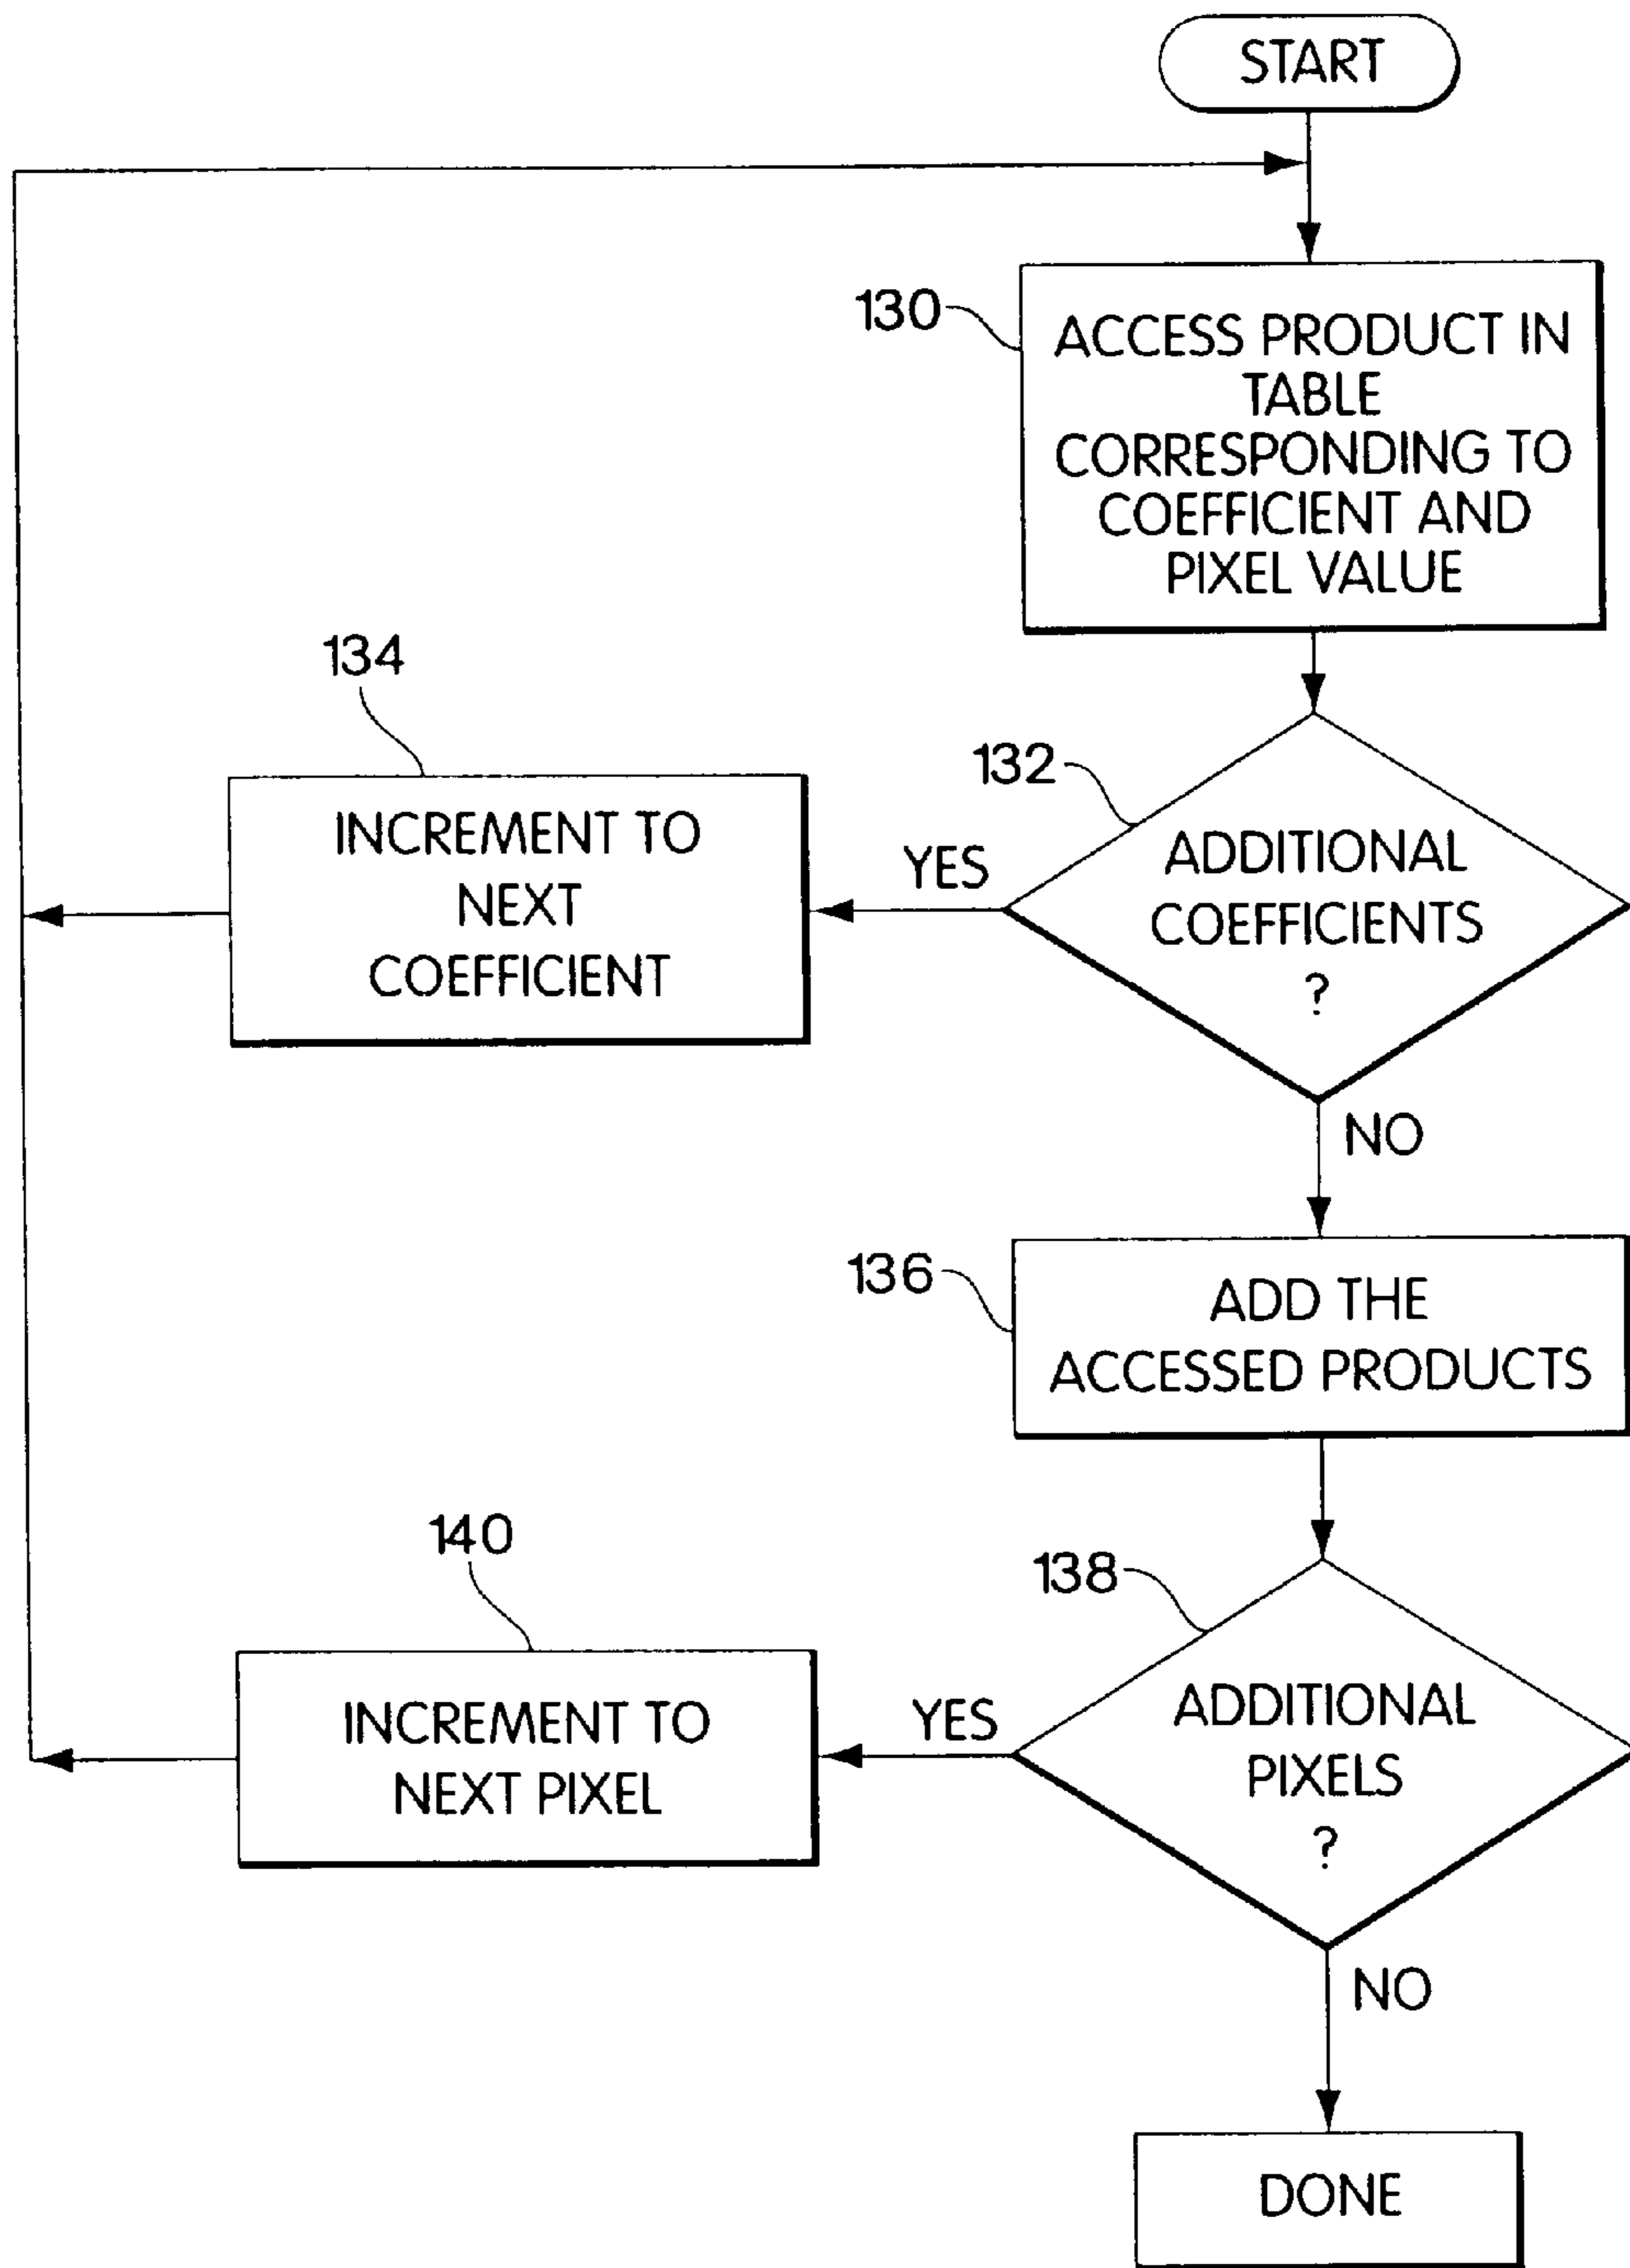 START
130
ACCESS PRODUCT IN
TABLE
CORRESPONDING TO
COEFFICIENT AND
PIXEL VALUE
134
INCREMENT TO
NEXT
COEFFICIENT
YES
132
ADDITIONAL
COEFFICIENTS
?
NO
136
ADD THE
ACCESSED PRODUCTS
140
INCREMENT TO
NEXT PIXEL
YES
138
ADDITIONAL
PIXELS
?
NO
DONE